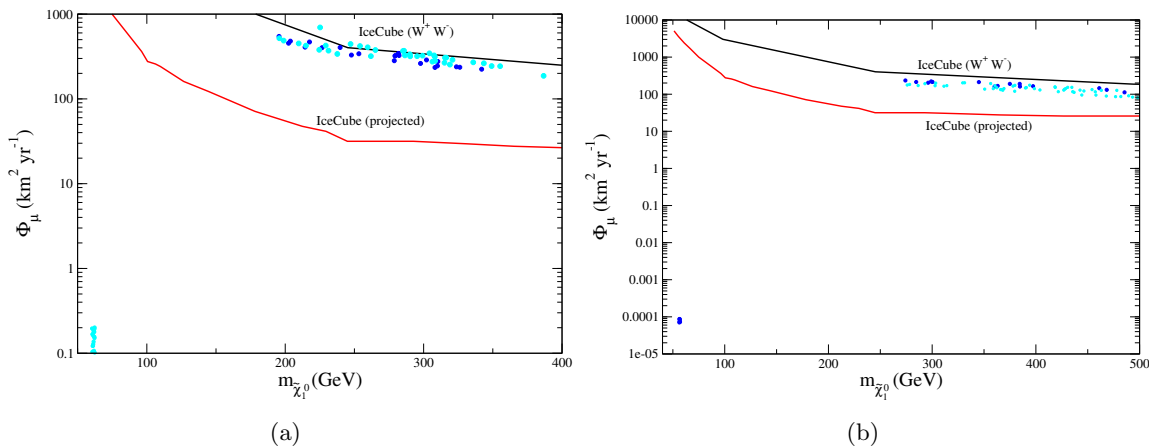 1000
100
10
1
0.1
Φμ (km² yr⁻¹)
IceCube (W⁺ W⁻)
IceCube (projected)
100 200 300 400
m χ̃₁⁰ (GeV)
(a)
10000
1000
100
10
1
0.1
0.01
0.001
0.0001
1e-05
Φμ (km² yr⁻¹)
IceCube (W⁺ W⁻)
IceCube (projected)
100 200 300 400 500
m χ̃₁⁰ (GeV)
(b)